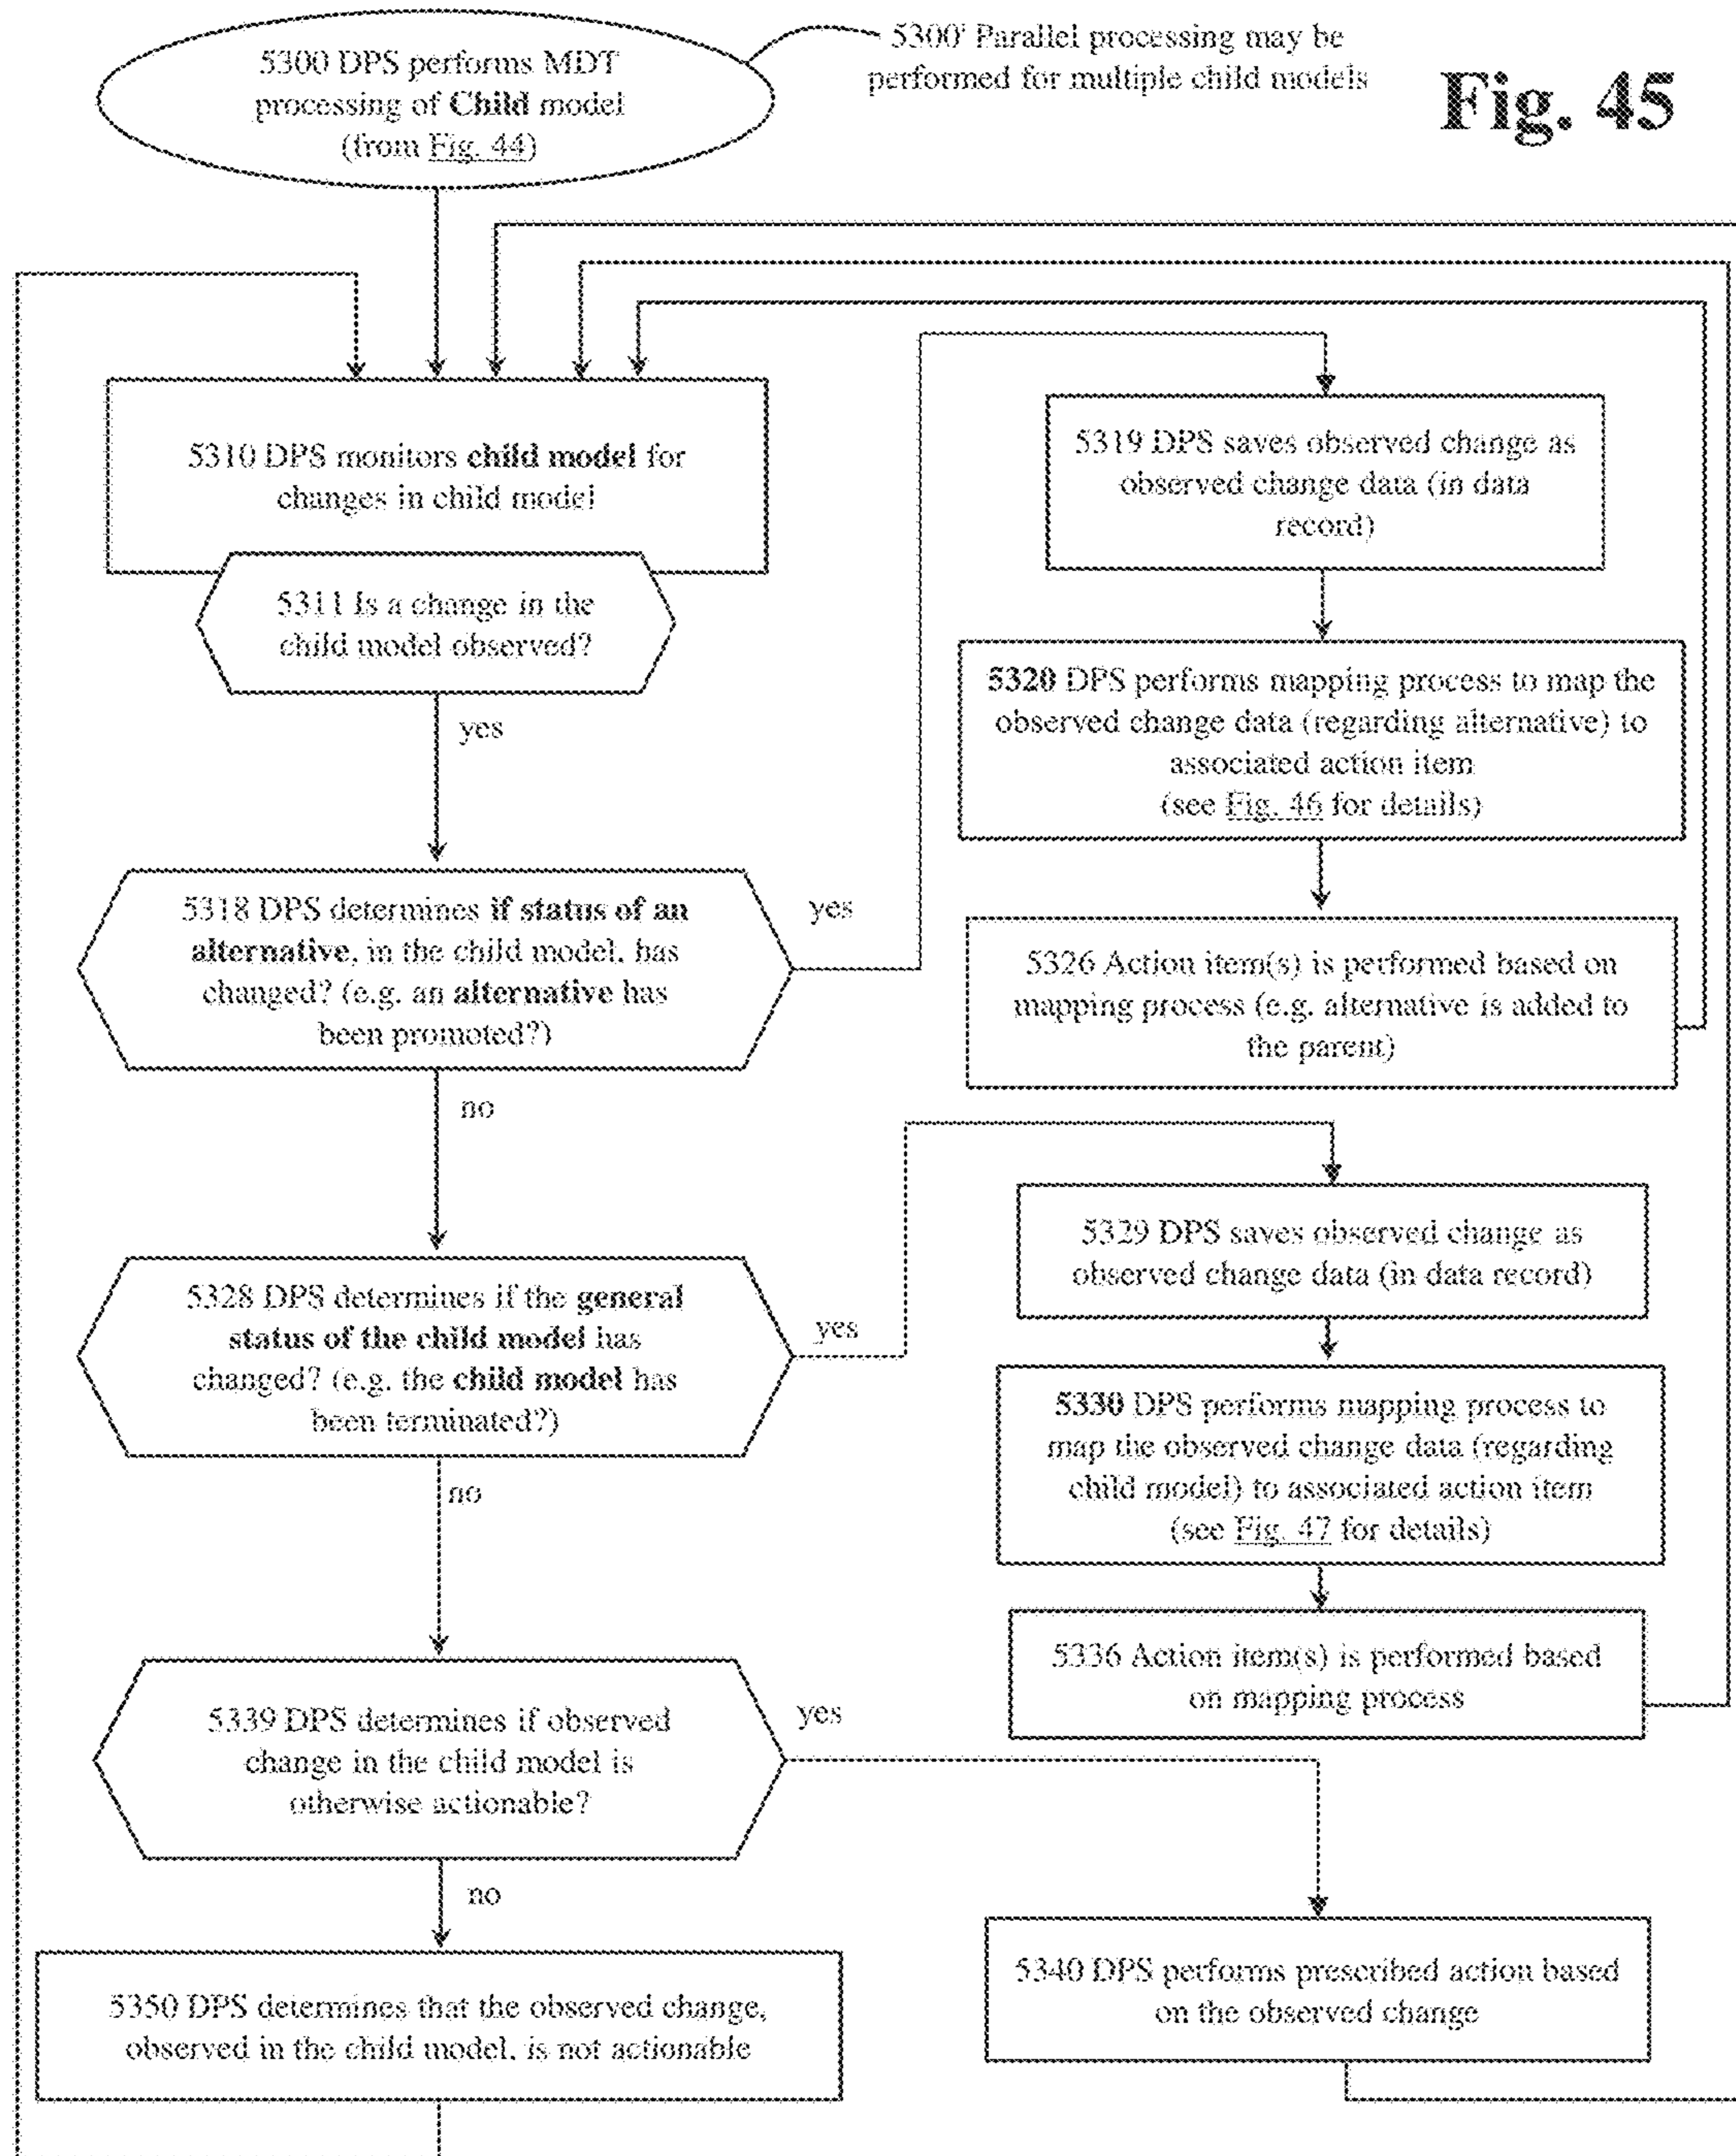 5300 DPS performs MDT
processing of Child model
(from Fig. 44)
5300' Parallel processing may be
performed for multiple child models
Fig. 45
5310 DPS monitors child model for
changes in child model
5311 Is a change in the
child model observed?
yes
5318 DPS determines if status of an
alternative, in the child model, has
changed? (e.g. an alternative has
been promoted?)
yes
no
5319 DPS saves observed change as
observed change data (in data
record)
5320 DPS performs mapping process to map the
observed change data (regarding alternative) to
associated action item
(see Fig. 46 for details)
5326 Action item(s) is performed based on
mapping process (e.g. alternative is added to
the parent)
5328 DPS determines if the general
status of the child model has
changed? (e.g. the child model has
been terminated?)
yes
no
5329 DPS saves observed change as
observed change data (in data record)
5330 DPS performs mapping process to
map the observed change data (regarding
child model) to associated action item
(see Fig. 47 for details)
5336 Action item(s) is performed based
on mapping process
5339 DPS determines if observed
change in the child model is
otherwise actionable?
yes
no
5340 DPS performs prescribed action based
on the observed change
5350 DPS determines that the observed change,
observed in the child model, is not actionable